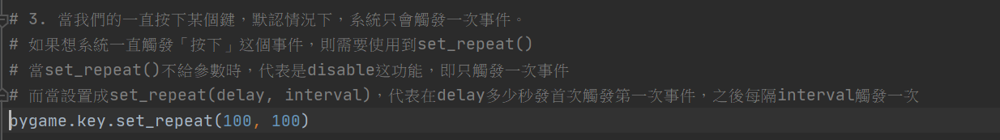 # 3. 當我們的一直按下某個鍵，默認情況下，系統只會觸發一次事件。
# 如果想系統一直觸發「按下」这個事件，則需要使用到set_repeat()
# 當set_repeat()不給參數時，代表是disable这功能，即只觸發一次事件
# 而當設置成set_repeat(delay, interval)，代表在delay多少秒發首次觸發第一次事件，之後每隔interval觸發一次
pygame.key.set_repeat(100, 100)